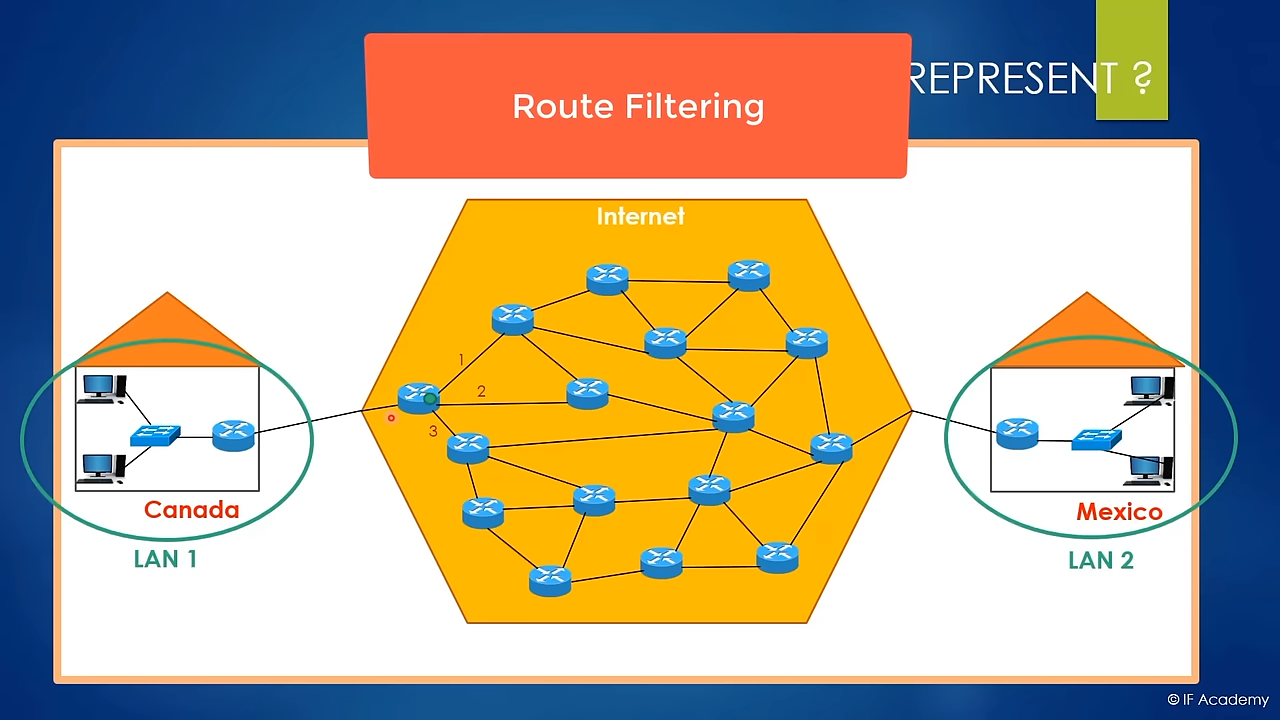 REPRESENT ?
Route Filtering
Internet
1
2
3
Canada
LAN 1
Mexico
LAN 2
© IF Academy